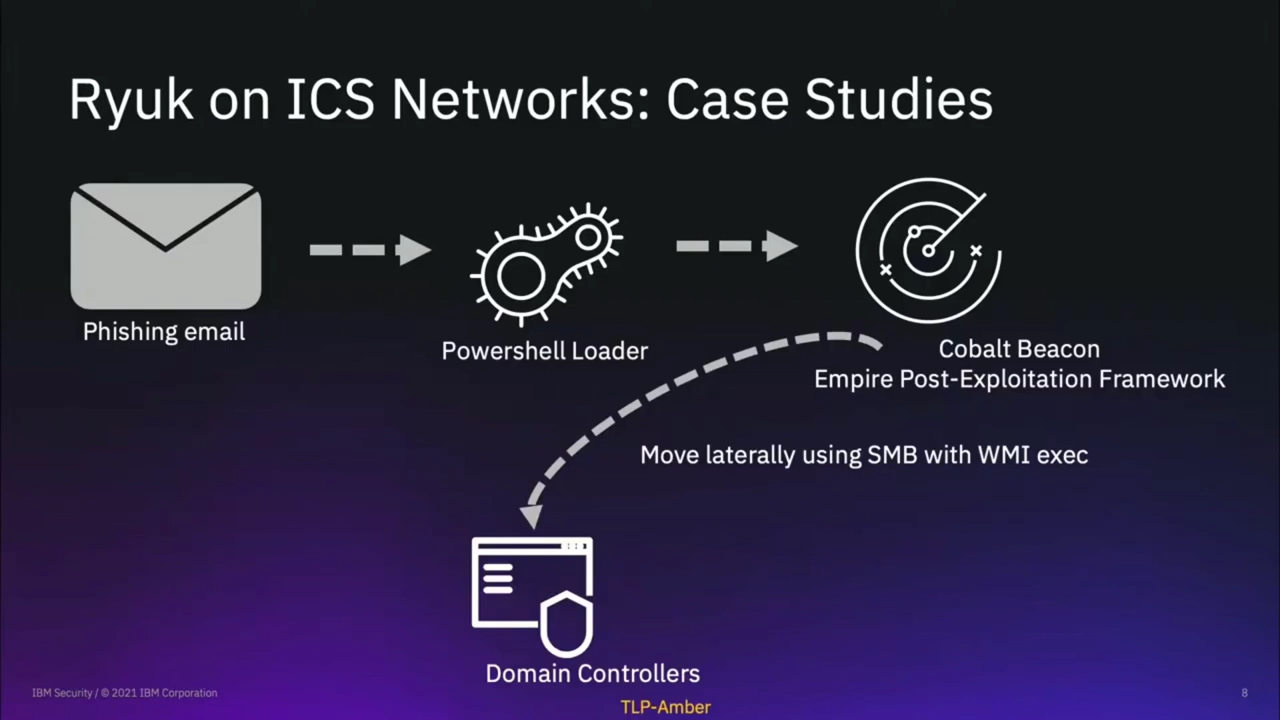 Ryuk on ICS Networks: Case Studies
Phishing email
Powershell Loader
Cobalt Beacon
Empire Post-Exploitation Framework
Move laterally using SMB with WMI exec
Domain Controllers
IBM Security / © 2021 IBM Corporation
8
TLP-Amber